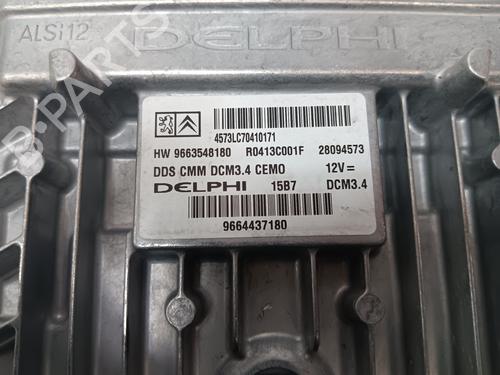 ALSi12
DELPHI
4573LC70410171
HW 9663548180 R0413C001F 28094573
DDS CMM DCM3.4 CEMO 12V =
DELPHI 15B7 DCM3.4
9664437180